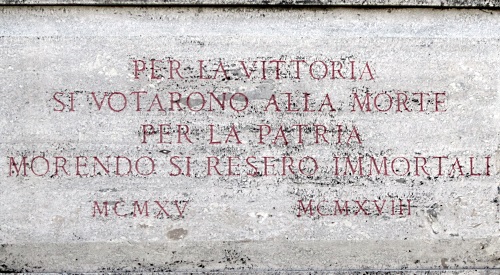 PER LA VITTORIA
SI VOTARONO ALLA MORTE
PER LA PATRIA
MORENDO SI RESERO IMMORTALI
MCMXV MCMXVIII